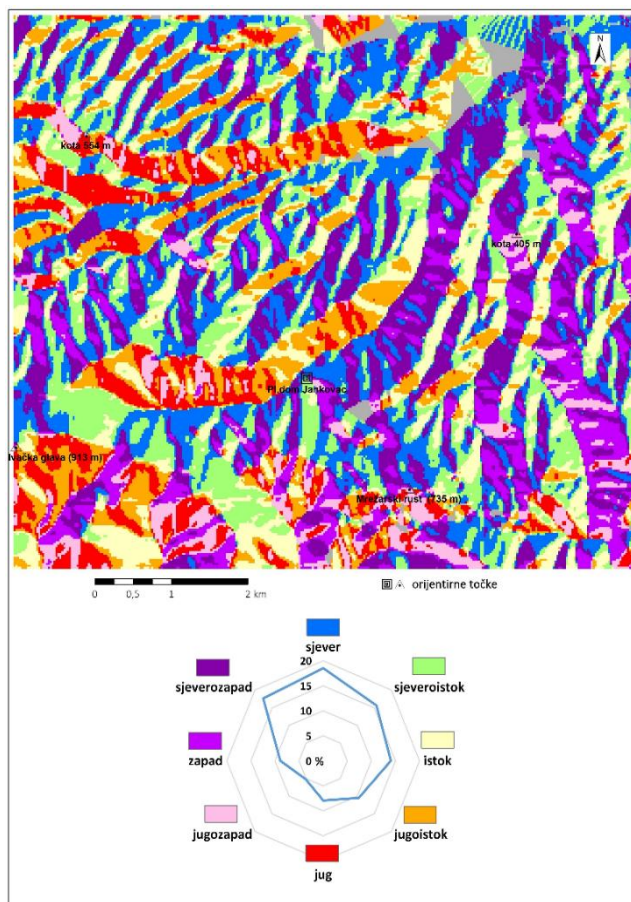 N
kota 554 m
kota 405 m
Pl.dom Jankovac
Ivačka glava (913 m)
Mrežarski rust (735 m)
0 0,5 1 2 km
orijentirne točke
sjever
20
sjeverozapad
sjeveroistok
15
10
5
zapad
0 %
istok
jugozapad
jugoistok
jug